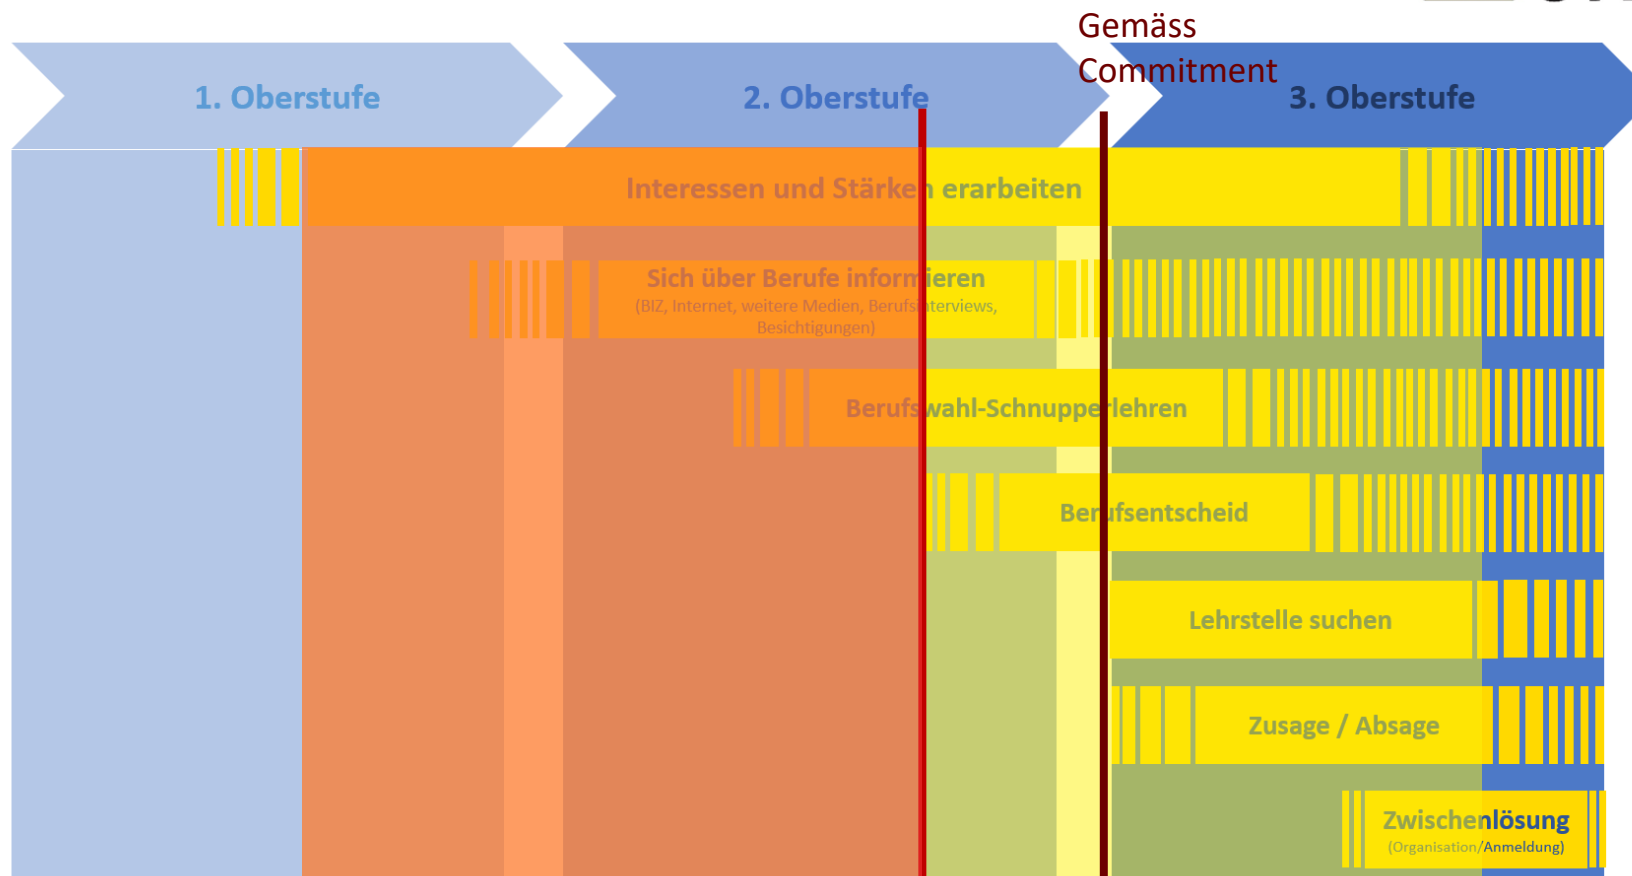 Gemäss
Commitment
1. Oberstufe
2. Oberstufe
3. Oberstufe
Interessen und Stärken erarbeiten
Sich über Berufe informieren
(BIZ, Internet, weitere Medien, Berufsinterviews,
Besichtigungen)
Berufswahl-Schnupperlehren
Berufsentscheid
Lehrstelle suchen
Zusage / Absage
Zwischenlösung
(Organisation/Anmeldung)